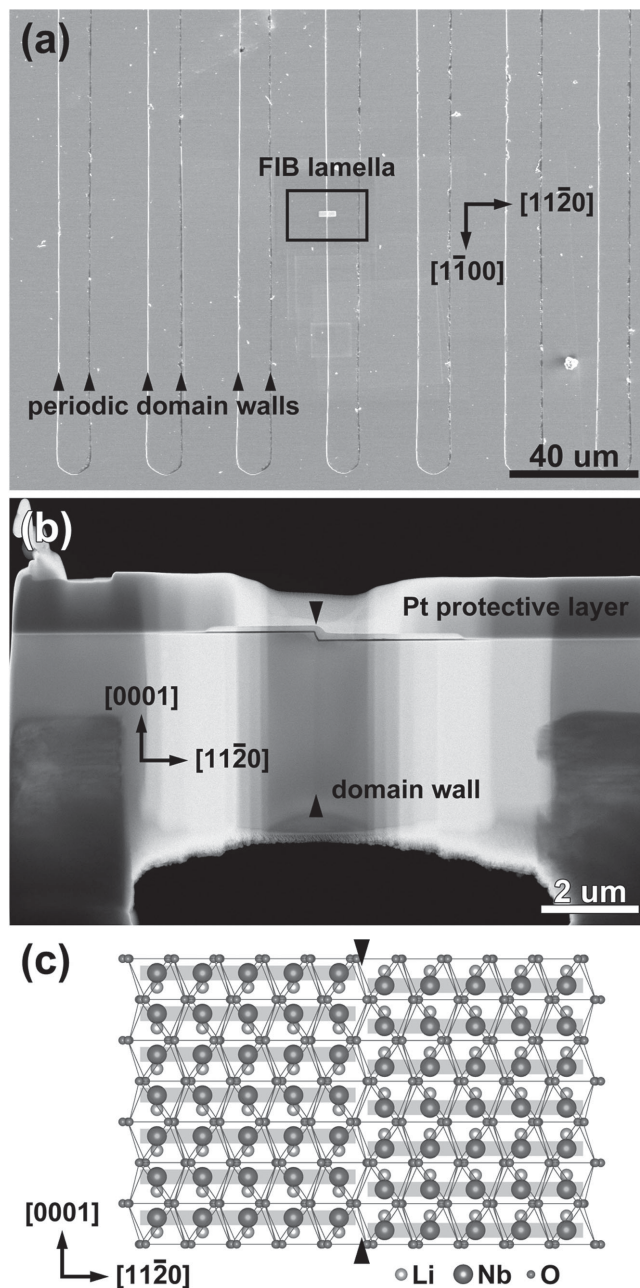 (a)
FIB lamella
[112̄0]
[11̄00]
periodic domain walls
40 um
(b)
Pt protective layer
[0001]
[112̄0]
domain wall
2 um
(c)
[0001]
[112̄0]
Li Nb O